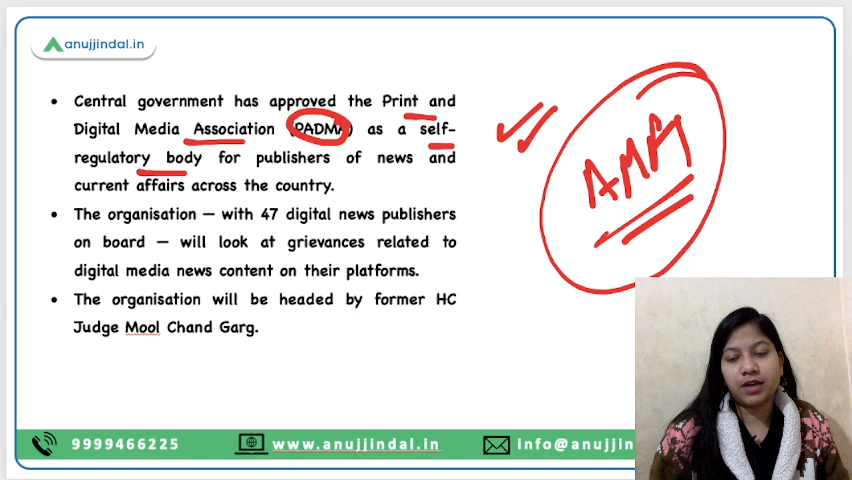 anujjindal.in
• Central government has approved the Print and
Digital Media Association (PADMA) as a self-
regulatory body for publishers of news and
current affairs across the country.
• The organisation — with 47 digital news publishers
on board — will look at grievances related to
digital media news content on their platforms.
• The organisation will be headed by former HC
Judge Mool Chand Garg.
9999466225
www.anujjindal.in
info@anujjin